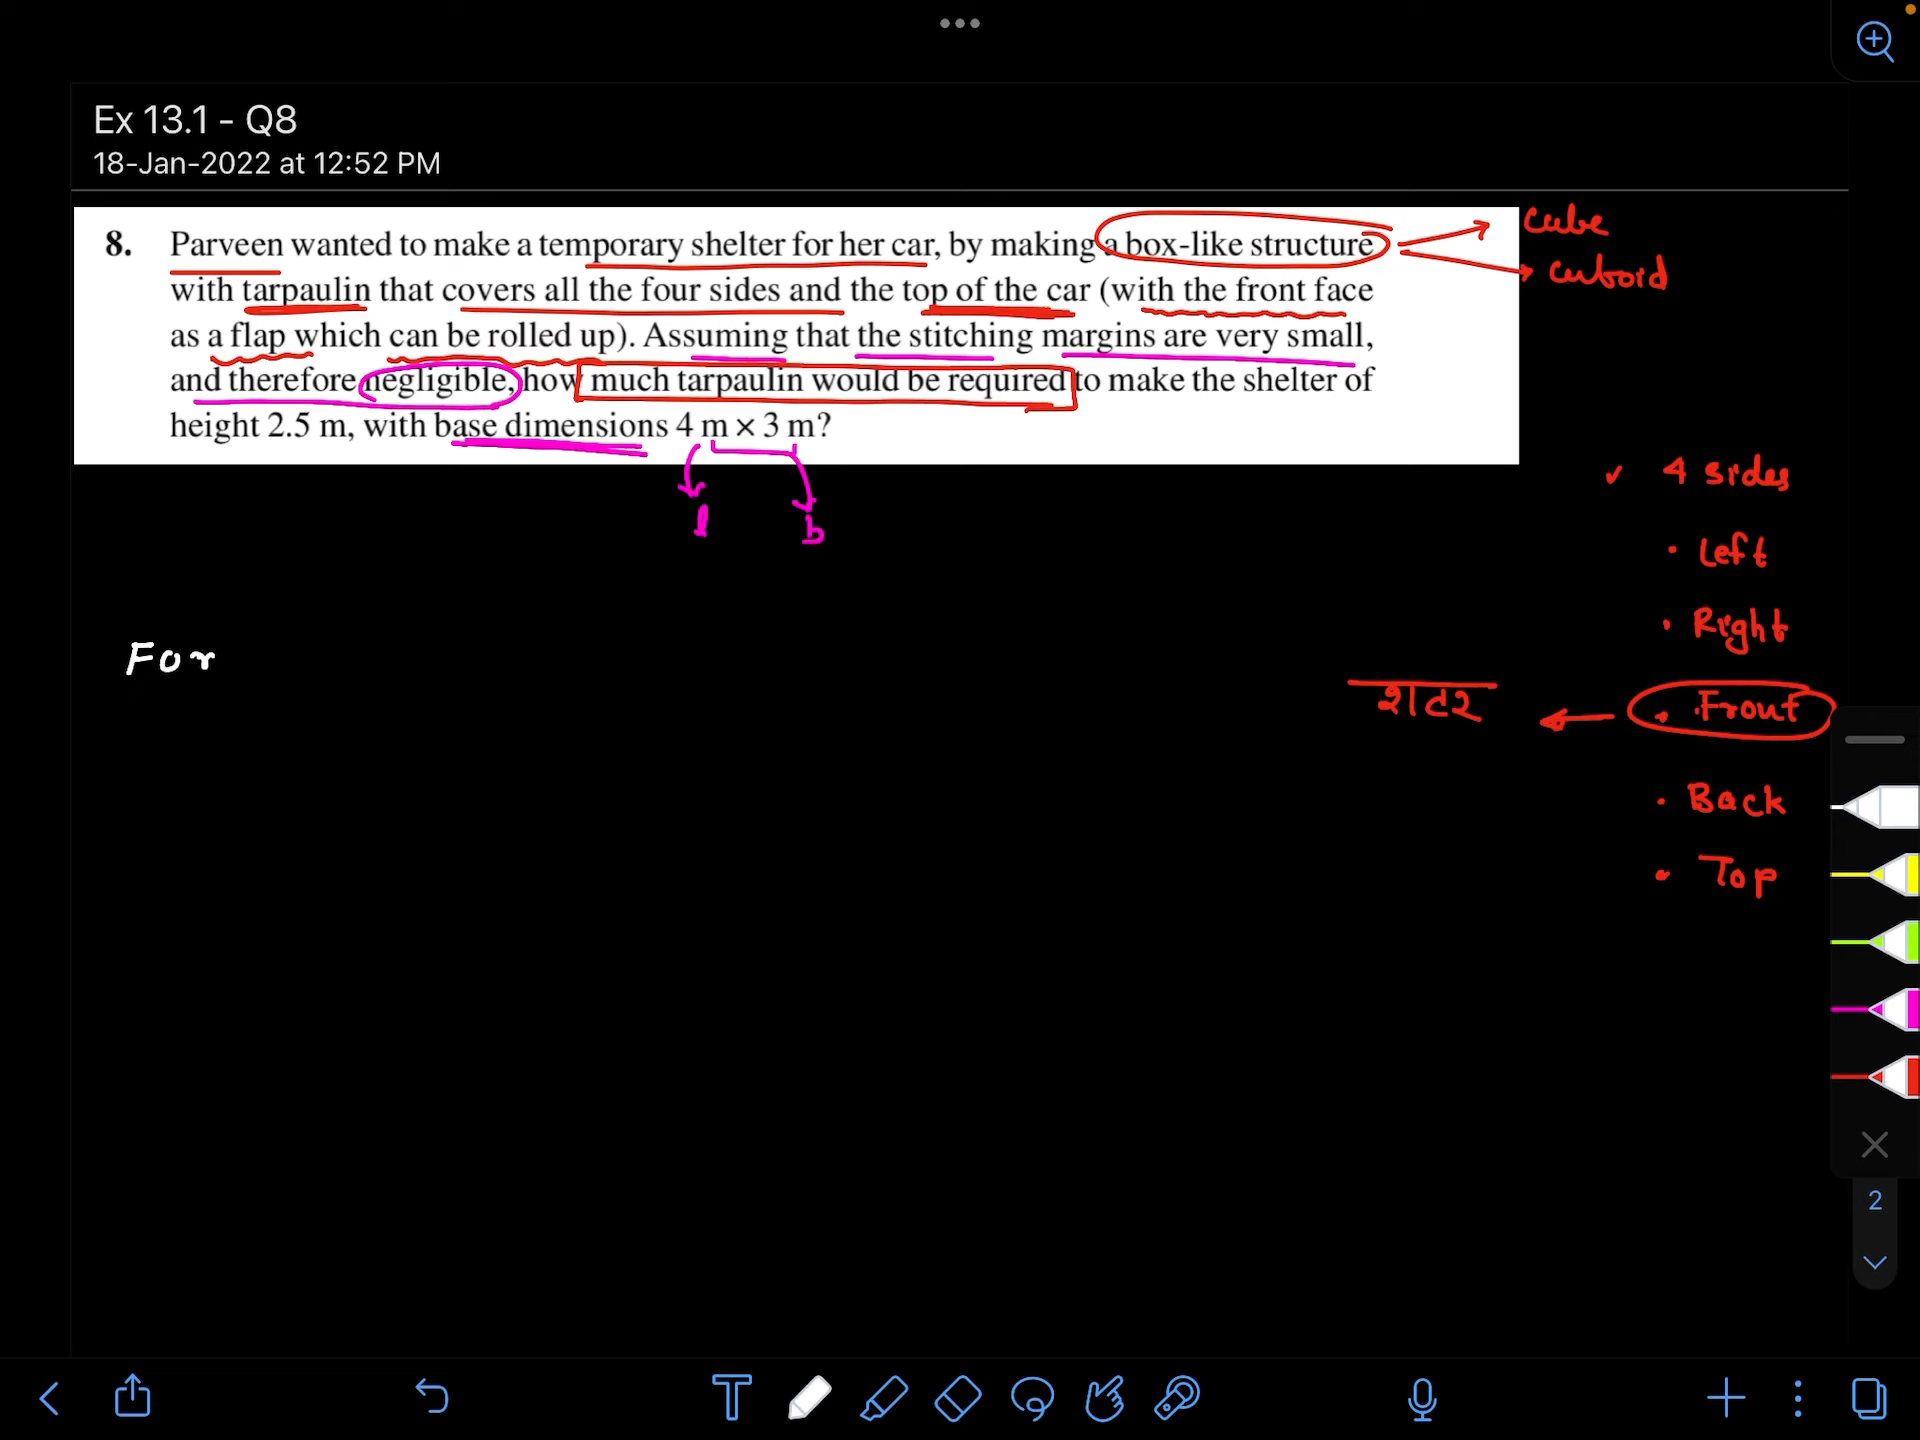 Ex 13.1 - Q8
18-Jan-2022 at 12:52 PM
8. Parveen wanted to make a temporary shelter for her car, by making a box-like structure
with tarpaulin that covers all the four sides and the top of the car (with the front face
as a flap which can be rolled up). Assuming that the stitching margins are very small,
and therefore negligible, how much tarpaulin would be required to make the shelter of
height 2.5 m, with base dimensions 4 m × 3 m?
cube
cuboid
l
b
✓ 4 sides
• Left
• Right
• Front
शटर
• Back
• Top
For
2